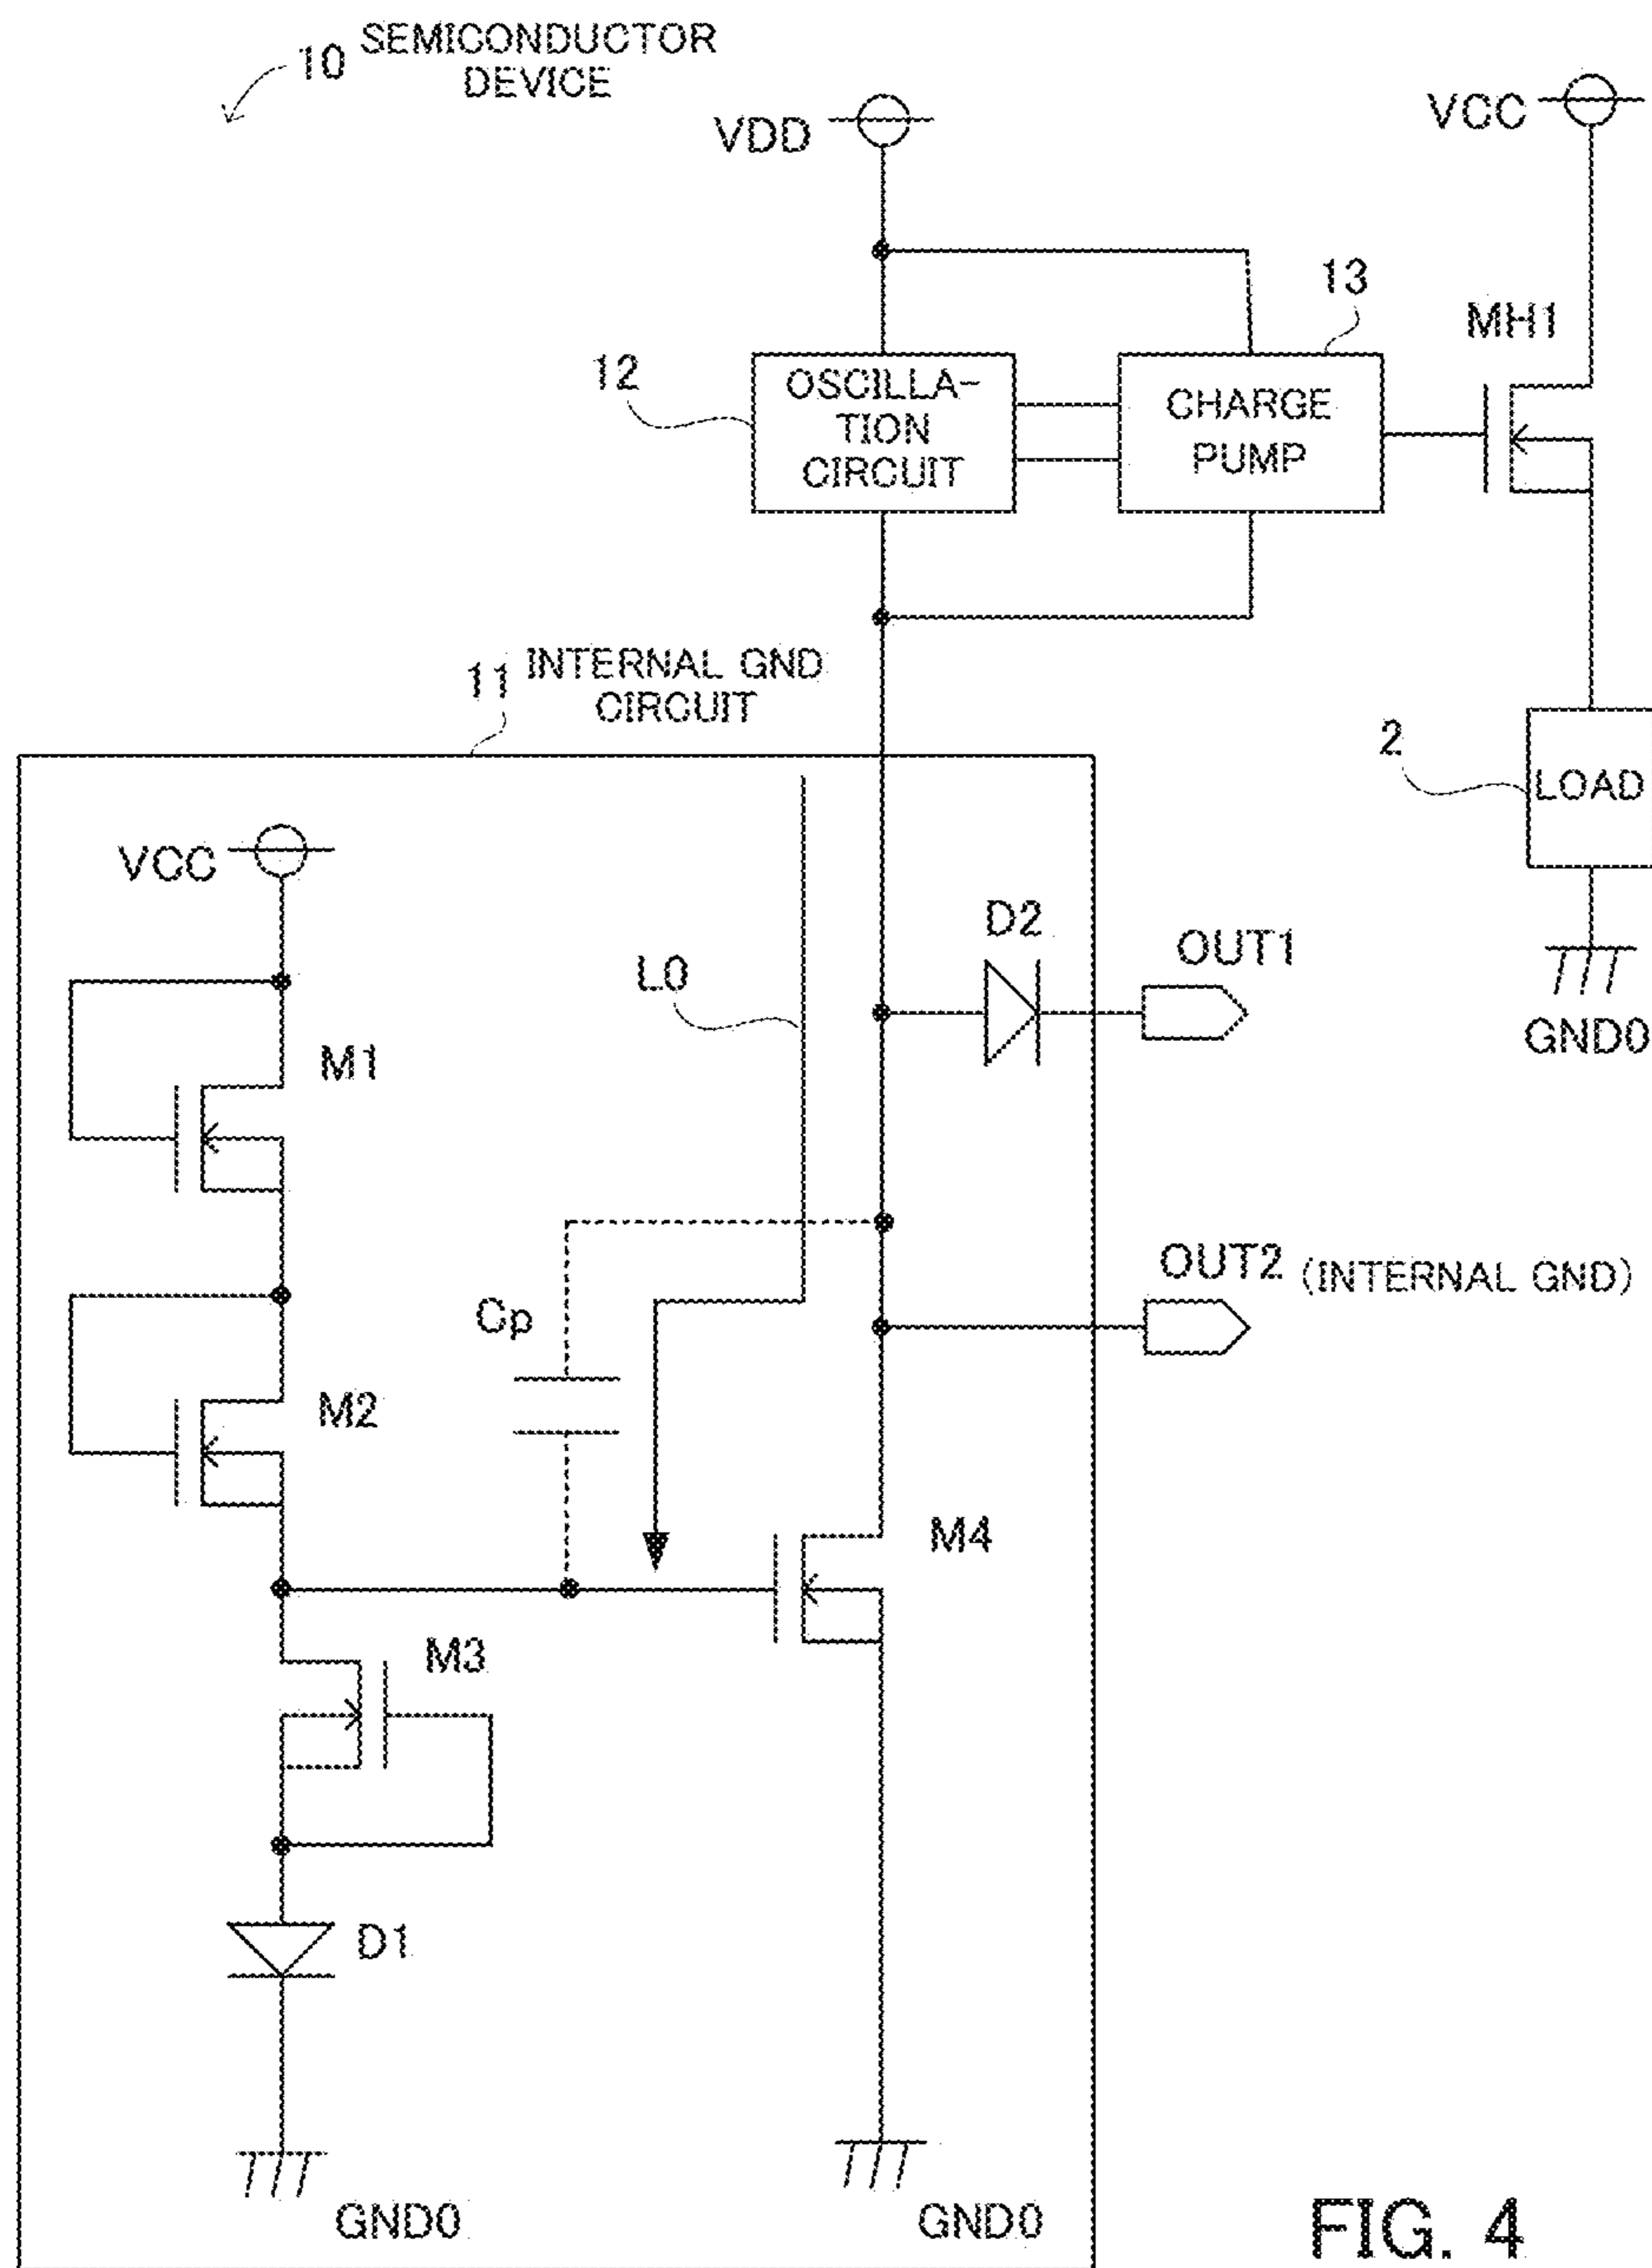 10 SEMICONDUCTOR
DEVICE
VDD
VCC
13
MH1
12
OSCILLA-
TION
CIRCUIT
CHARGE
PUMP
11 INTERNAL GND
CIRCUIT
2
LOAD
VCC
D2
OUT1
L0
GND0
M1
OUT2 (INTERNAL GND)
Cp
M2
M4
M3
D1
GND0
GND0
FIG. 4